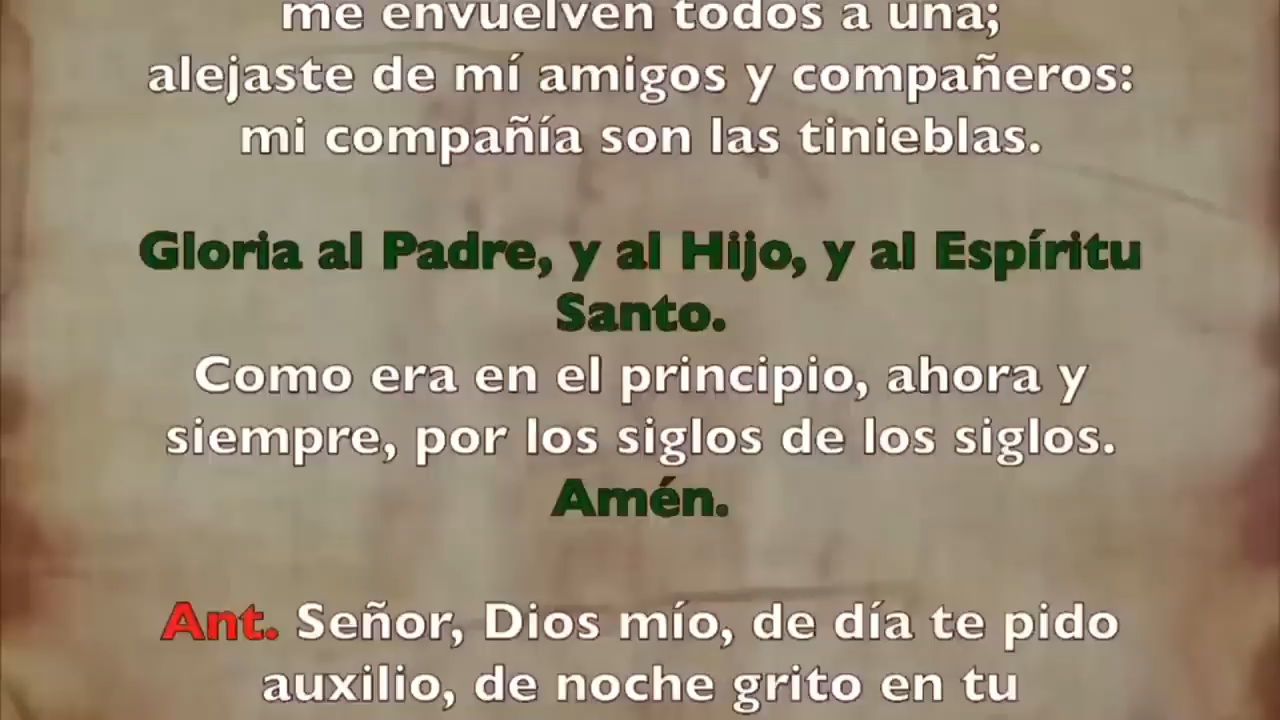 me envuelven todos a una;
alejaste de mí amigos y compañeros:
mi compañía son las tinieblas.
Gloria al Padre, y al Hijo, y al Espíritu
Santo.
Como era en el principio, ahora y
siempre, por los siglos de los siglos.
Amén.
Ant. Señor, Dios mío, de día te pido
auxilio, de noche grito en tu